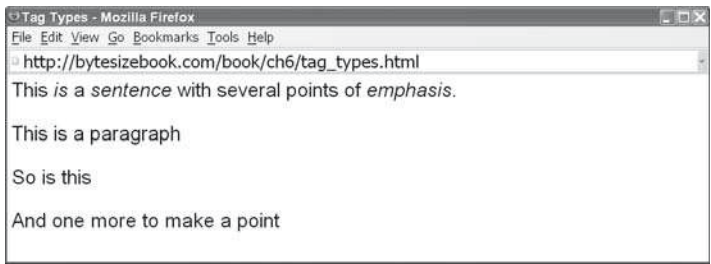 Tag Types - Mozilla Firefox
File Edit View Go Bookmarks Tools Help
http://bytesizebook.com/book/ch6/tag_types.html
This is a sentence with several points of emphasis.
This is a paragraph
So is this
And one more to make a point